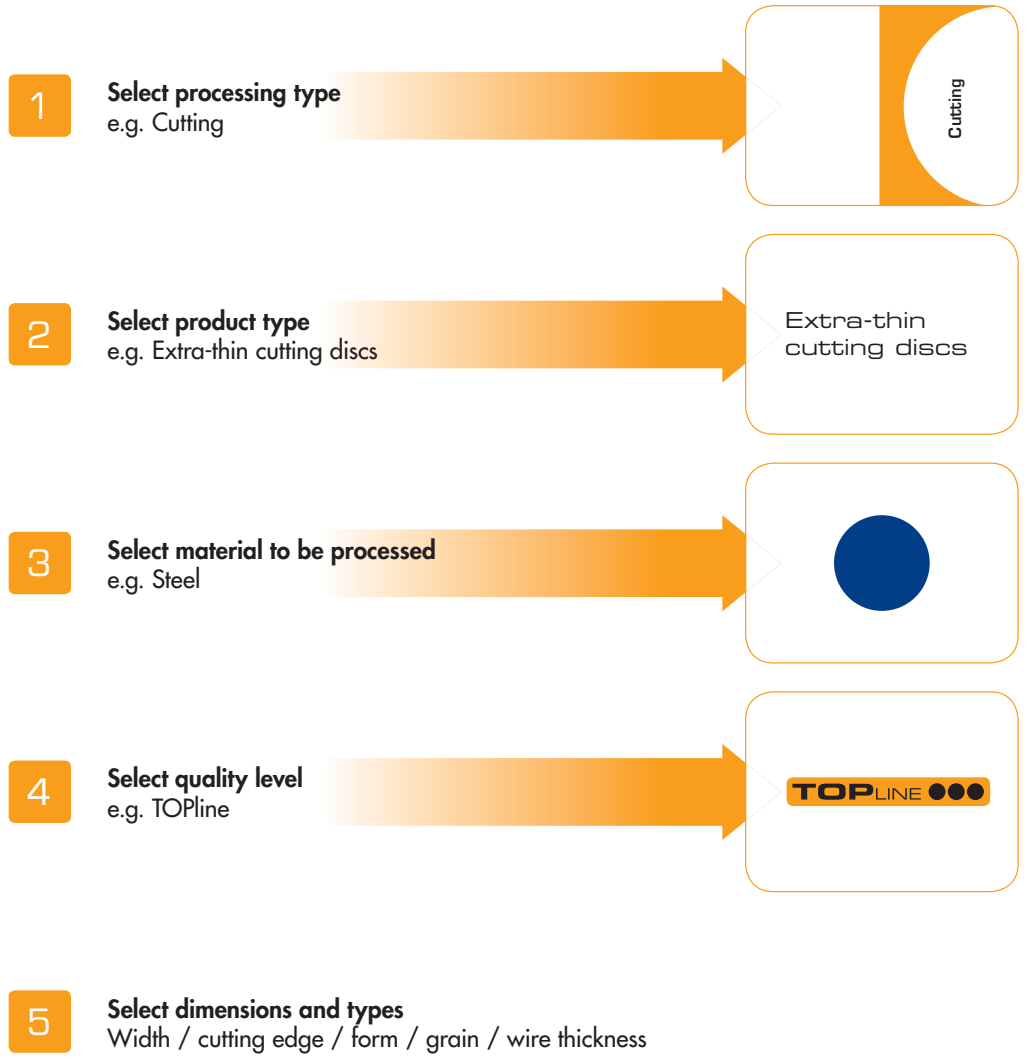 1
Select processing type
e.g. Cutting
Cutting
2
Select product type
e.g. Extra-thin cutting discs
Extra-thin
cutting discs
3
Select material to be processed
e.g. Steel
4
Select quality level
e.g. TOPline
TOPLINE
5
Select dimensions and types
Width / cutting edge / form / grain / wire thickness